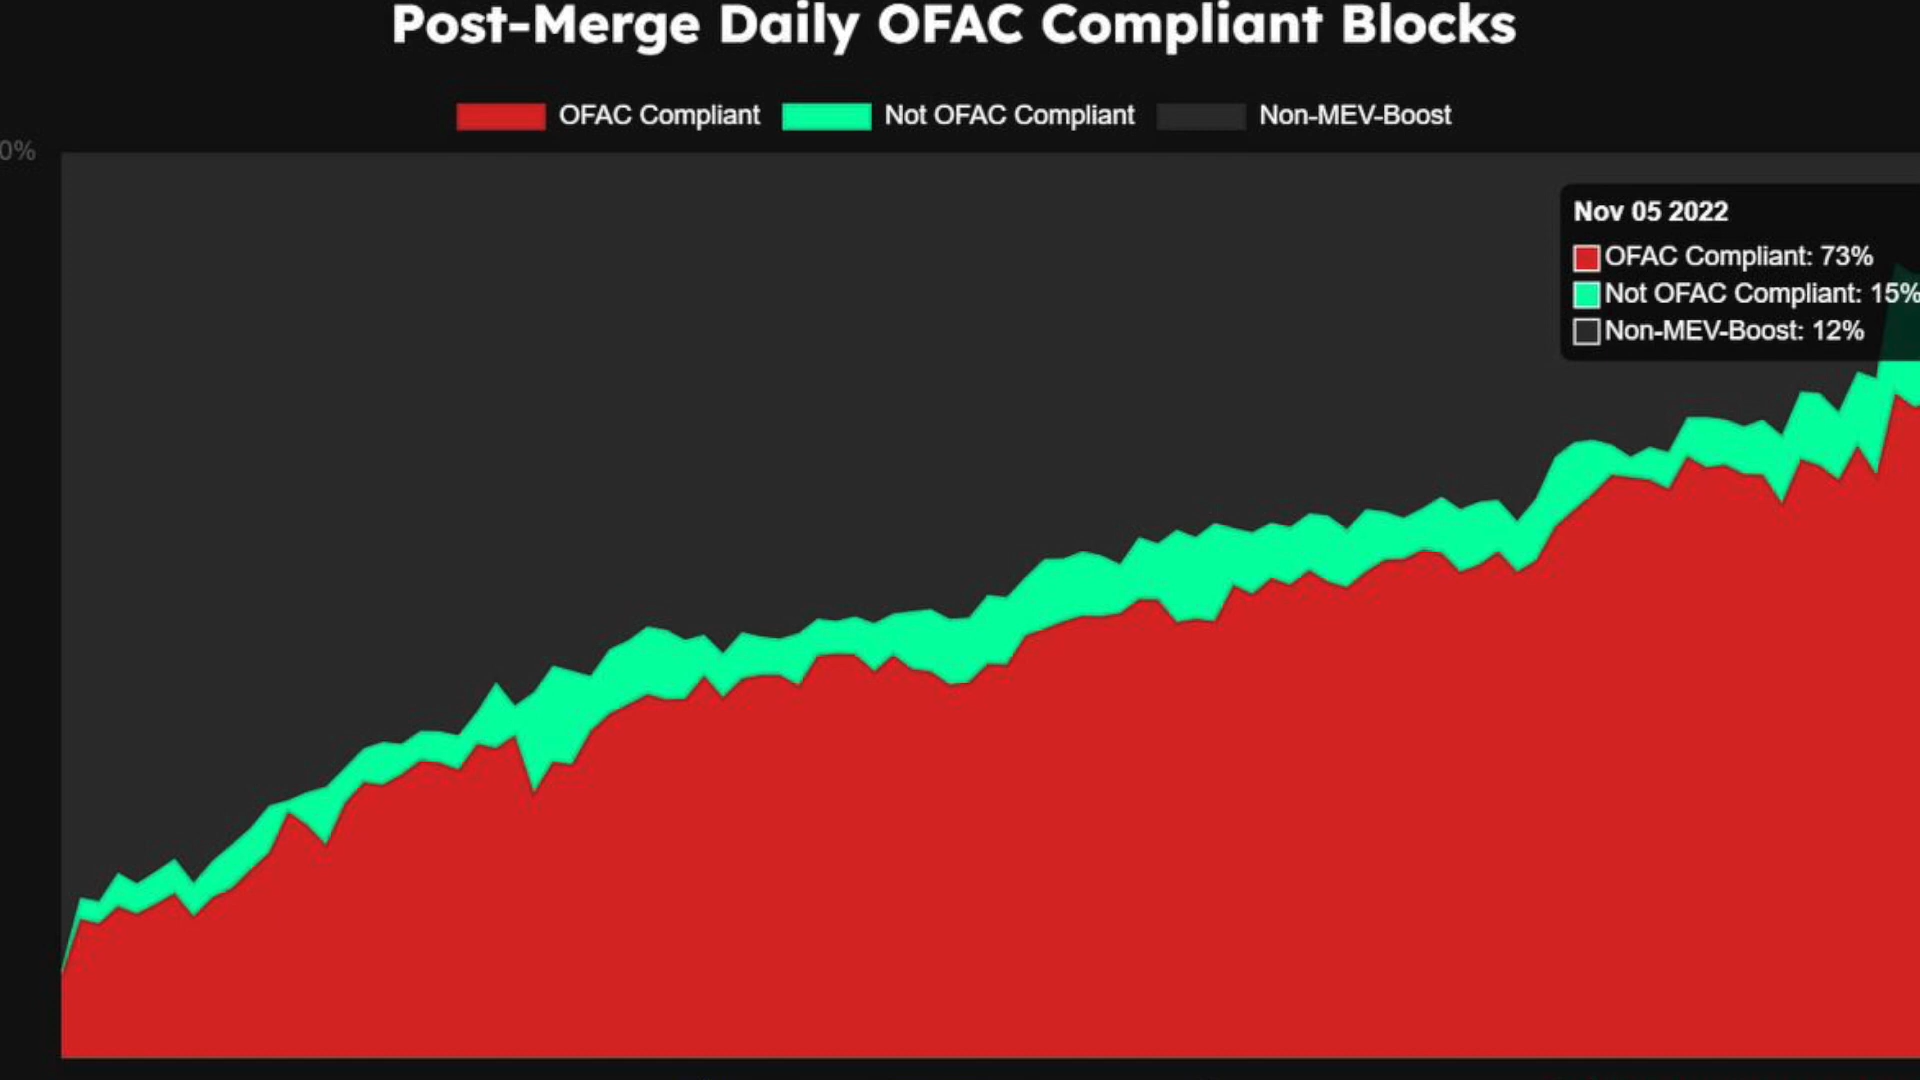 Post-Merge Daily OFAC Compliant Blocks
OFAC Compliant Not OFAC Compliant Non-MEV-Boost
0%
Nov 05 2022
OFAC Compliant: 73%
Not OFAC Compliant: 15%
Non-MEV-Boost: 12%